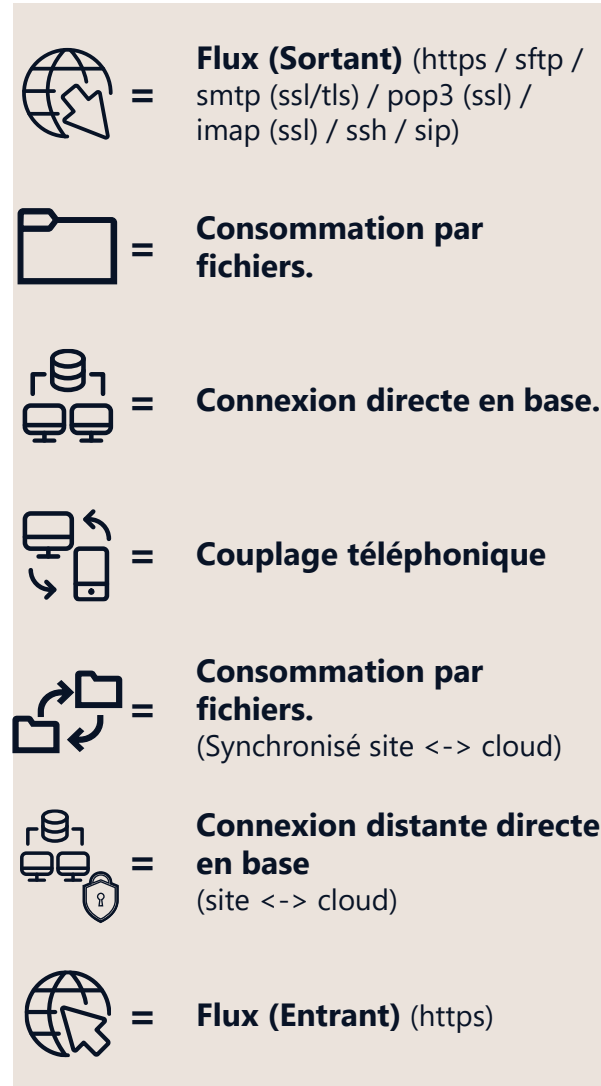 = Flux (Sortant) (https / sftp /
smtp (ssl/tls) / pop3 (ssl) /
imap (ssl) / ssh / sip)
= Consommation par
fichiers.
= Connexion directe en base.
= Couplage téléphonique
= Consommation par
fichiers.
(Synchronisé site <-> cloud)
= Connexion distante directe
en base
(site <-> cloud)
= Flux (Entrant) (https)